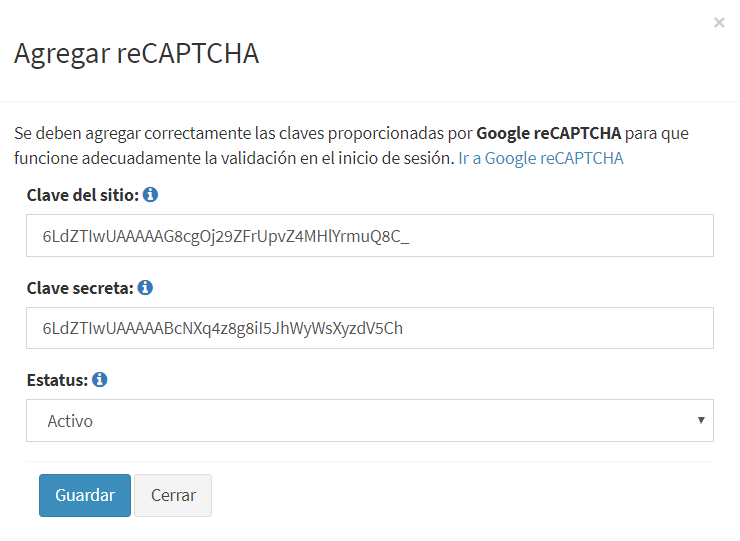 ×
Agregar reCAPTCHA
Se deben agregar correctamente las claves proporcionadas por Google reCAPTCHA para que
funcione adecuadamente la validación en el inicio de sesión. Ir a Google reCAPTCHA
Clave del sitio:
6LdZTIwUAAAAAG8cgOj29ZFrUpvZ4MHlYrmuQ8C_
Clave secreta:
6LdZTIwUAAAAABcNXq4z8g8iI5JhWyWsXyzdV5Ch
Estatus:
Activo
Guardar Cerrar